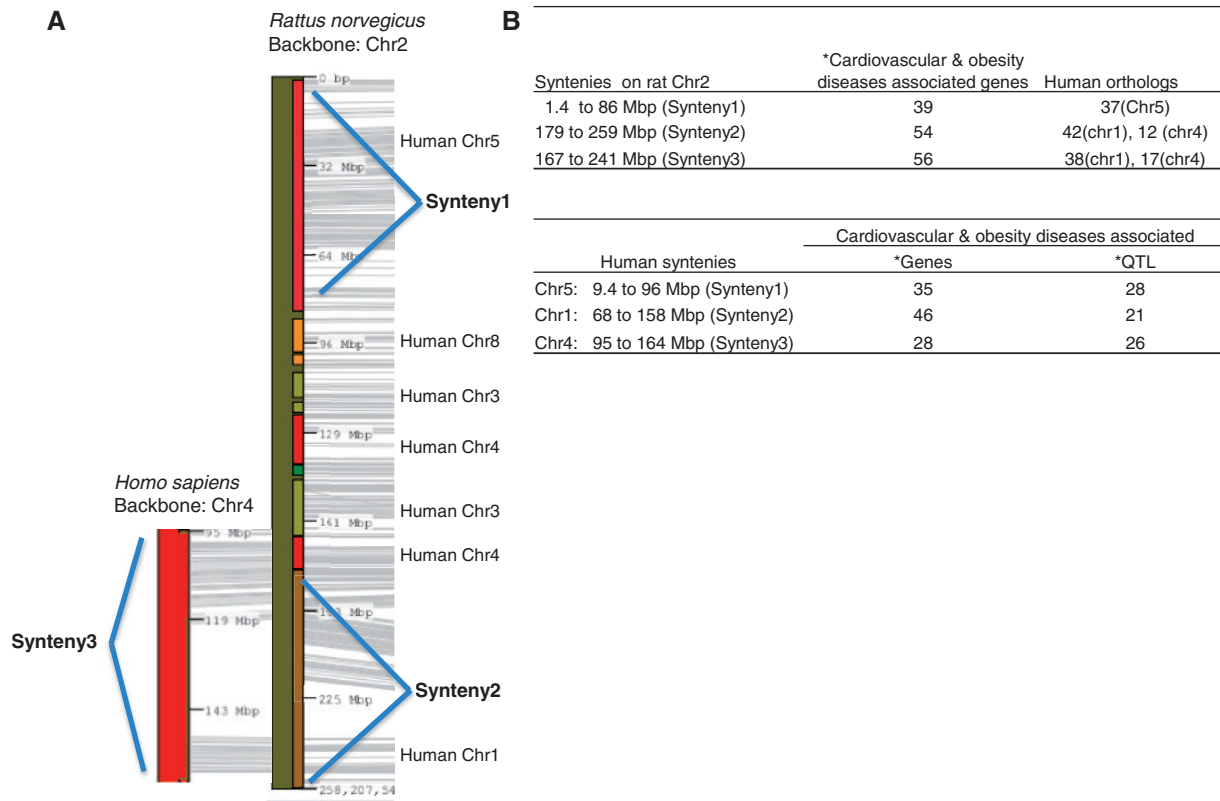 A
Rattus norvegicus
Backbone: Chr2
0 bp
Human Chr5
32 Mbp
Synteny1
64 Mbp
Human Chr8
96 Mbp
Human Chr3
129 Mbp
Human Chr4
Homo sapiens
Backbone: Chr4
Human Chr3
161 Mbp
95 Mbp
Human Chr4
119 Mbp
Mbp
Synteny3
Synteny2
225 Mbp
143 Mbp
Human Chr1
258,207,54
B
*Cardiovascular & obesity
Syntenies on rat Chr2 diseases associated genes Human orthologs
1.4 to 86 Mbp (Synteny1) 39 37(Chr5)
179 to 259 Mbp (Synteny2) 54 42(chr1), 12 (chr4)
167 to 241 Mbp (Synteny3) 56 38(chr1), 17(chr4)
Cardiovascular & obesity diseases associated
Human syntenies *Genes *QTL
Chr5: 9.4 to 96 Mbp (Synteny1) 35 28
Chr1: 68 to 158 Mbp (Synteny2) 46 21
Chr4: 95 to 164 Mbp (Synteny3) 28 26